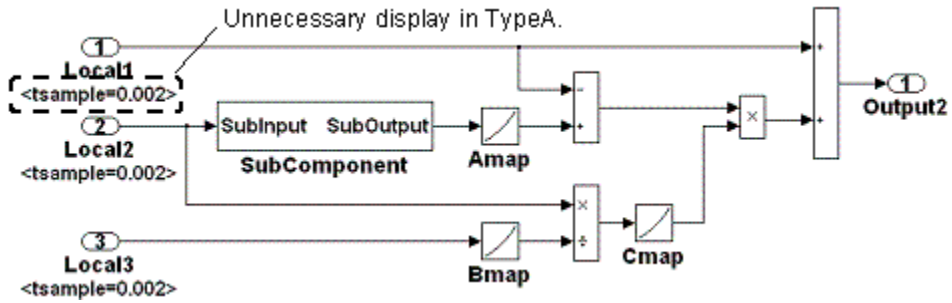 Unnecessary display in TypeA.
1
Local1
<tsample=0.002>
2
Local2
<tsample=0.002>
SubInput SubOutput
SubComponent
Amap
-
+
×
+
+
1
Output2
×
÷
Cmap
3
Local3
<tsample=0.002>
Bmap